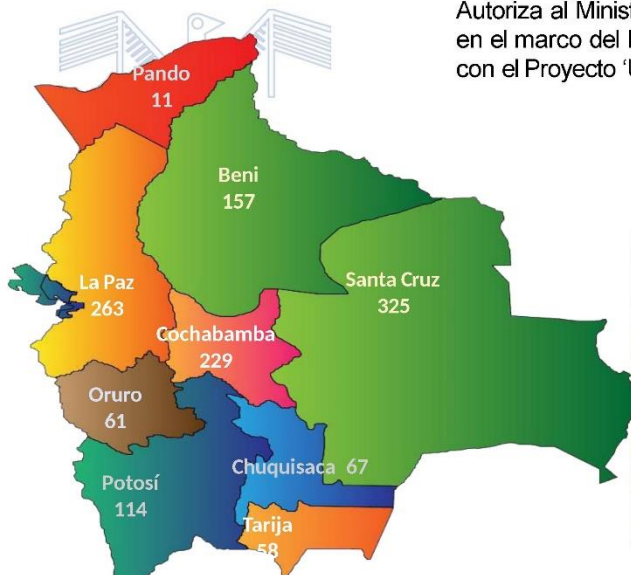 Autoriza al Minist
en el marco del
con el Proyecto ‘
Pando
11
Beni
157
La Paz
263
Santa Cruz
325
Cochabamba
229
Oruro
61
Chuquisaca 67
Potosí
114
Tarija
58